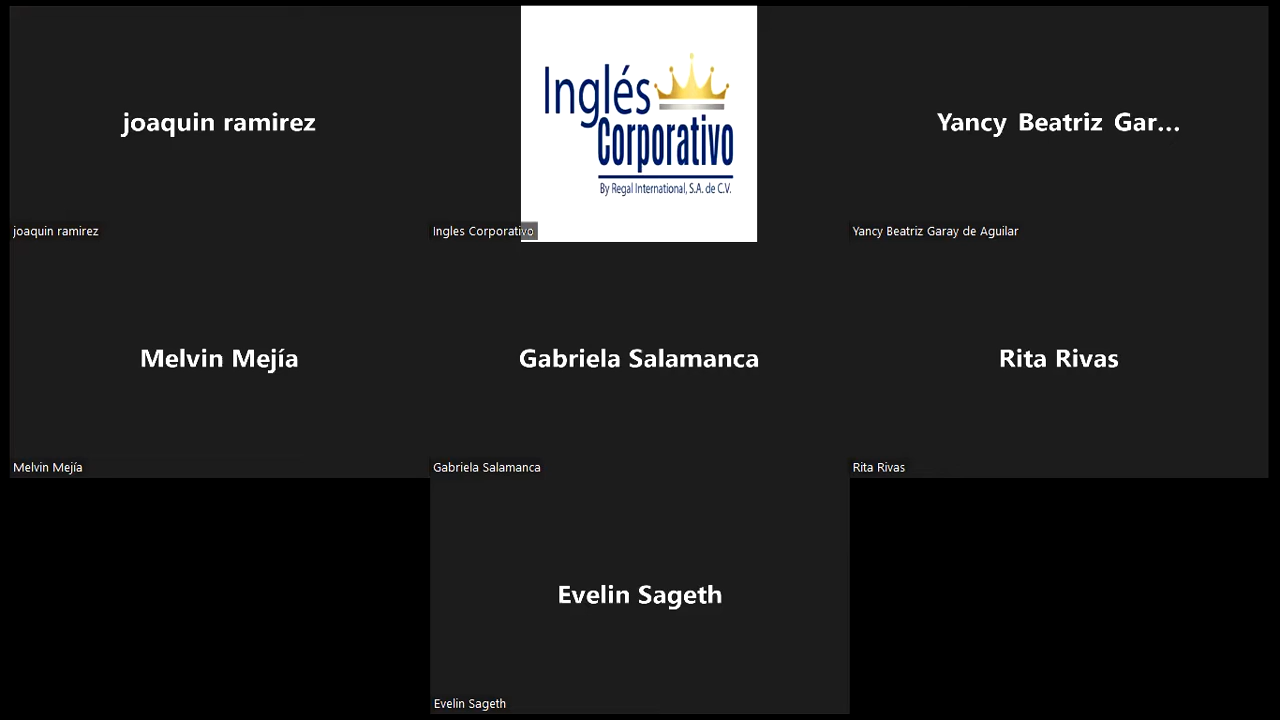 joaquin ramirez
joaquin ramirez
Inglés
Corporativo
By Regal International, S.A. de C.V.
Ingles Corporativo
Yancy Beatriz Gar...
Yancy Beatriz Garay de Aguilar
Melvin Mejía
Melvin Mejía
Gabriela Salamanca
Gabriela Salamanca
Rita Rivas
Rita Rivas
Evelin Sageth
Evelin Sageth